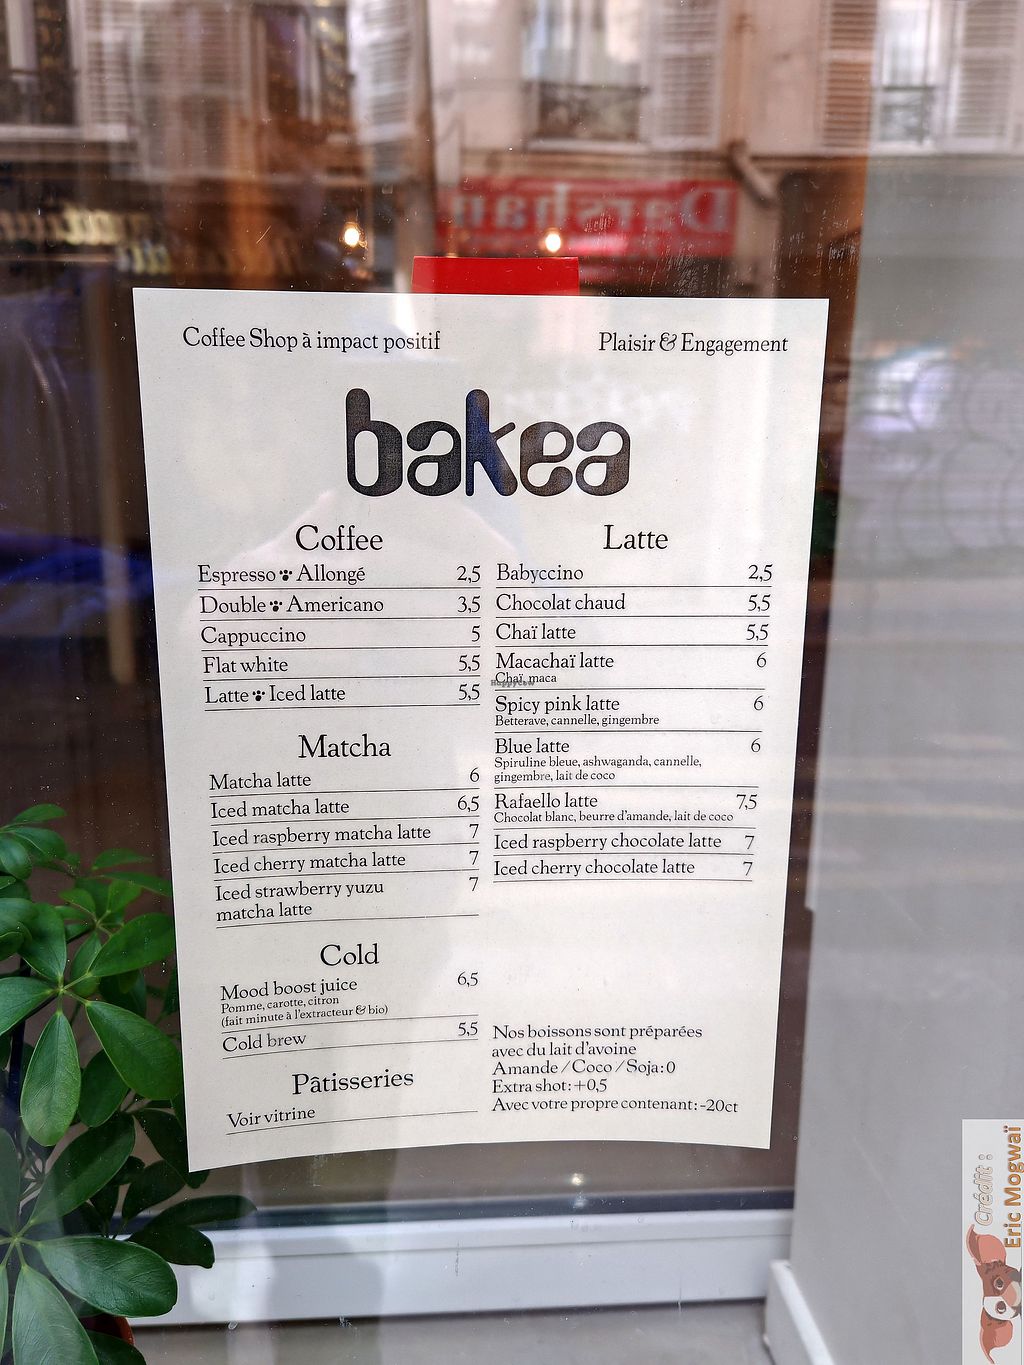 Darshan
Coffee Shop à impact positif
Plaisir & Engagement
bakea
Coffee
Espresso Allongé 2,5
Double Americano 3,5
Cappuccino 5
Flat white 5,5
Latte Iced latte 5,5
Matcha
Matcha latte 6
Iced matcha latte 6,5
Iced raspberry matcha latte 7
Iced cherry matcha latte 7
Iced strawberry yuzu 7
matcha latte
Cold
Mood boost juice 6,5
Pomme, carotte, citron
(fait minute à l'extracteur & bio)
Cold brew 5,5
Pâtisseries
Voir vitrine
Latte
Babyccino 2,5
Chocolat chaud 5,5
Chaï latte 5,5
Macachaï latte 6
Chaï, maca
HappyCow
Spicy pink latte 6
Betterave, cannelle, gingembre
Blue latte 6
Spiruline bleue, ashwaganda, cannelle,
gingembre, lait de coco
Rafaello latte 7,5
Chocolat blanc, beurre d'amande, lait de coco
Iced raspberry chocolate latte 7
Iced cherry chocolate latte 7
Nos boissons sont préparées
avec du lait d'avoine
Amande / Coco / Soja: 0
Extra shot: +0,5
Avec votre propre contenant: -20ct
Crédit :
Eric Mogwaï